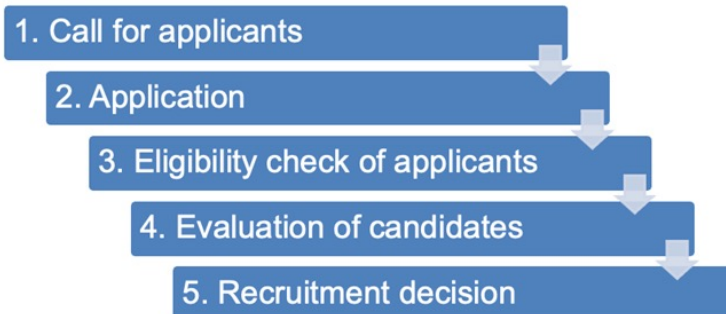 1. Call for applicants
2. Application
3. Eligibility check of applicants
4. Evaluation of candidates
5. Recruitment decision